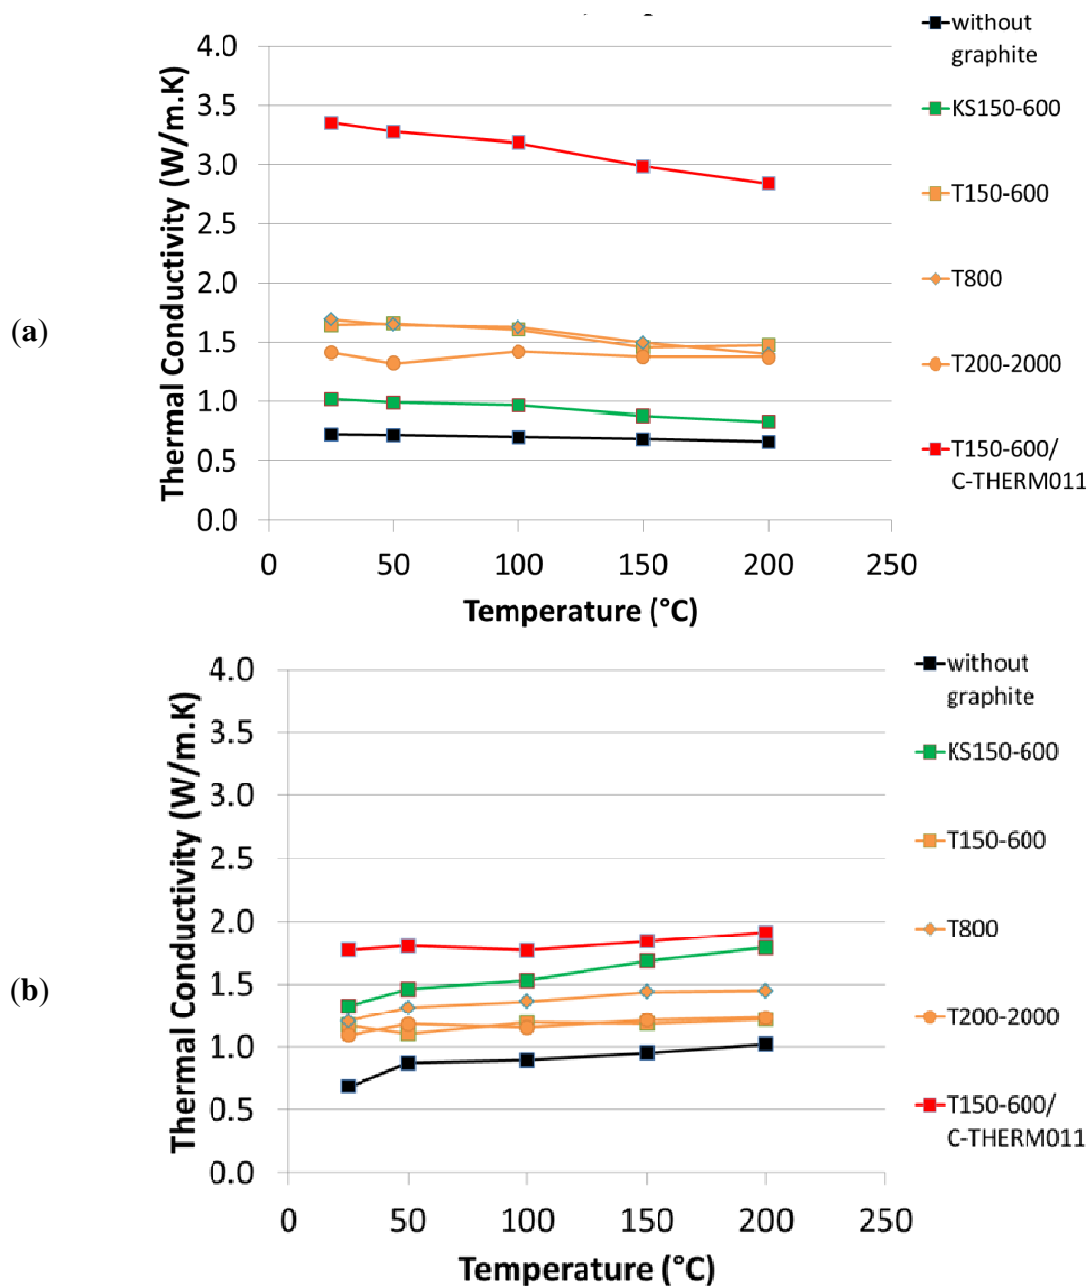 (a)
Thermal Conductivity (W/m.K)
4.0
3.5
3.0
2.5
2.0
1.5
1.0
0.5
0.0
0 50 100 150 200 250
Temperature (°C)
without
graphite
KS150-600
T150-600
T800
T200-2000
T150-600/
C-THERM011
(b)
Thermal Conductivity (W/m.K)
4.0
3.5
3.0
2.5
2.0
1.5
1.0
0.5
0.0
0 50 100 150 200 250
Temperature (°C)
without
graphite
KS150-600
T150-600
T800
T200-2000
T150-600/
C-THERM011